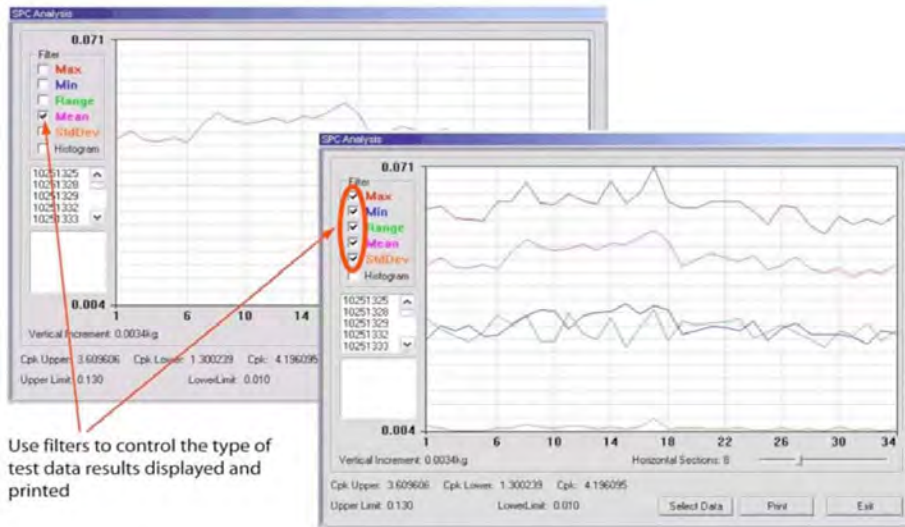 SPC Analysis
0.071
Filter
Max
Min
Range
Mean
StdDev
Histogram
10251325
10251328
10251329
10251332
10251333
0.004
1 6 10 14
Vertical Increment: 0.0034kg
Cpk Upper: 3.609606 Cpk Lower: 1.300239 Cpk: 4.196095
Upper Limit: 0.130 LowerLimit: 0.010
SPC Analysis
0.071
Filter
Max
Min
Range
Mean
StdDev
Histogram
10251325
10251328
10251329
10251332
10251333
0.004
1 6 10 14 18 22 26 30 34
Vertical Increment: 0.0034kg Horizontal Sections: 8
Cpk Upper: 3.609606 Cpk Lower: 1.300239 Cpk: 4.196095
Upper Limit: 0.130 LowerLimit: 0.010 Select Data Print Exit
Use filters to control the type of
test data results displayed and
printed